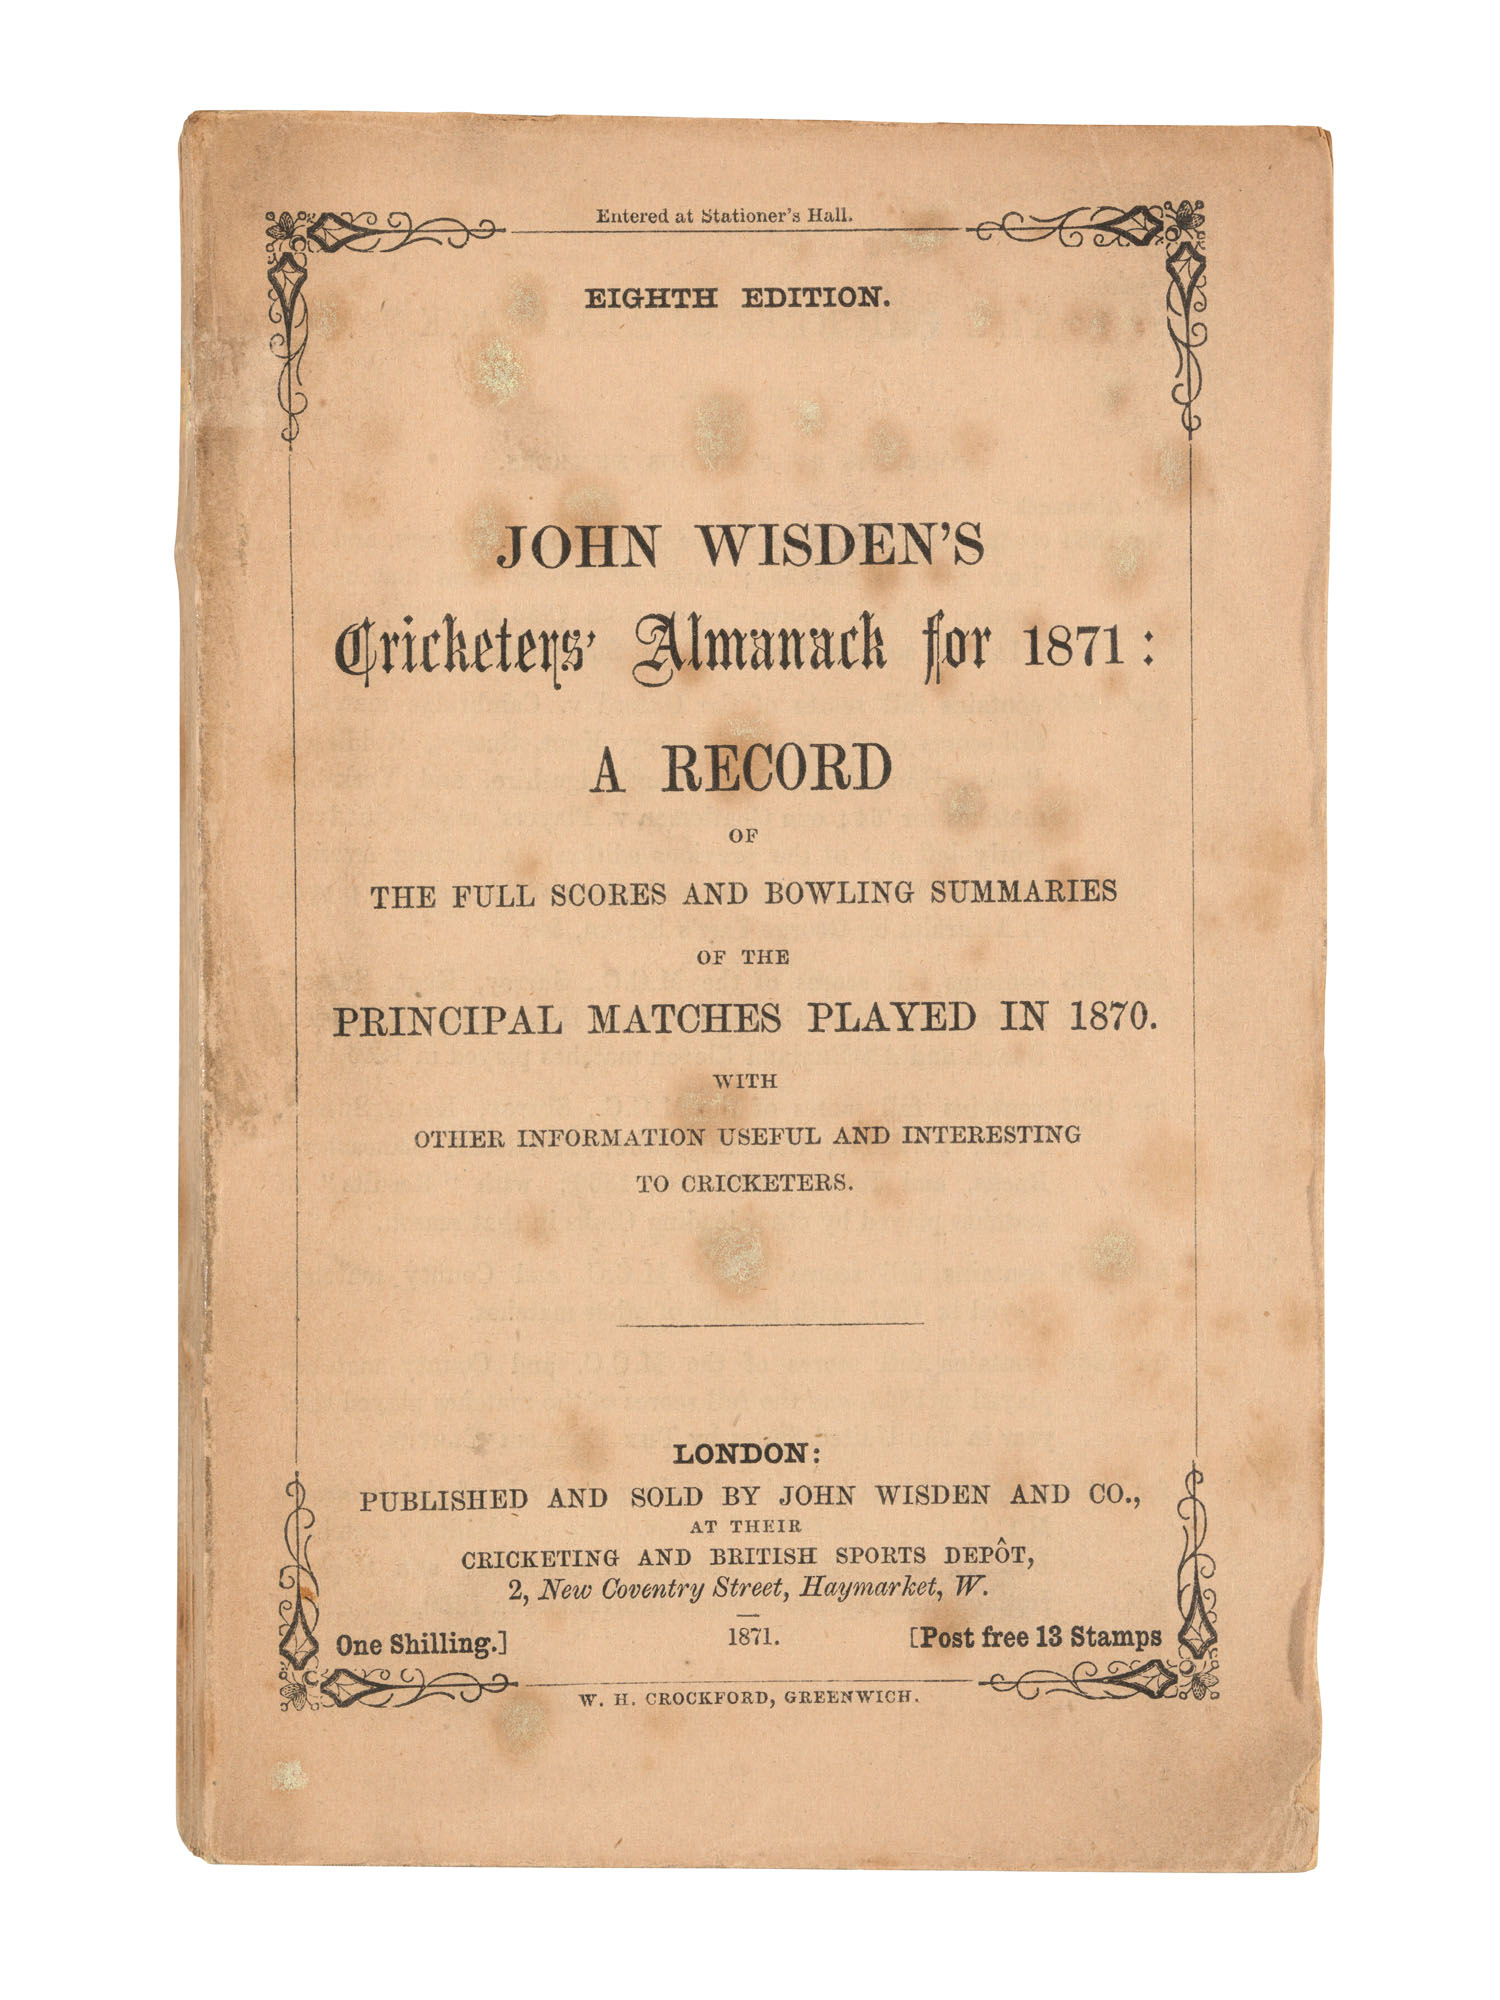 Entered at Stationer's Hall.
EIGHTH EDITION.
JOHN WISDEN'S
Cricketers' Almanack for 1871:
A RECORD
OF
THE FULL SCORES AND BOWLING SUMMARIES
OF THE
PRINCIPAL MATCHES PLAYED IN 1870.
WITH
OTHER INFORMATION USEFUL AND INTERESTING
TO CRICKETERS.
LONDON:
PUBLISHED AND SOLD BY JOHN WISDEN AND CO.,
AT THEIR
CRICKETING AND BRITISH SPORTS DEPÔT,
2, New Coventry Street, Haymarket, W.
One Shilling.] 1871. [Post free 13 Stamps
W. H. CROCKFORD, GREENWICH.